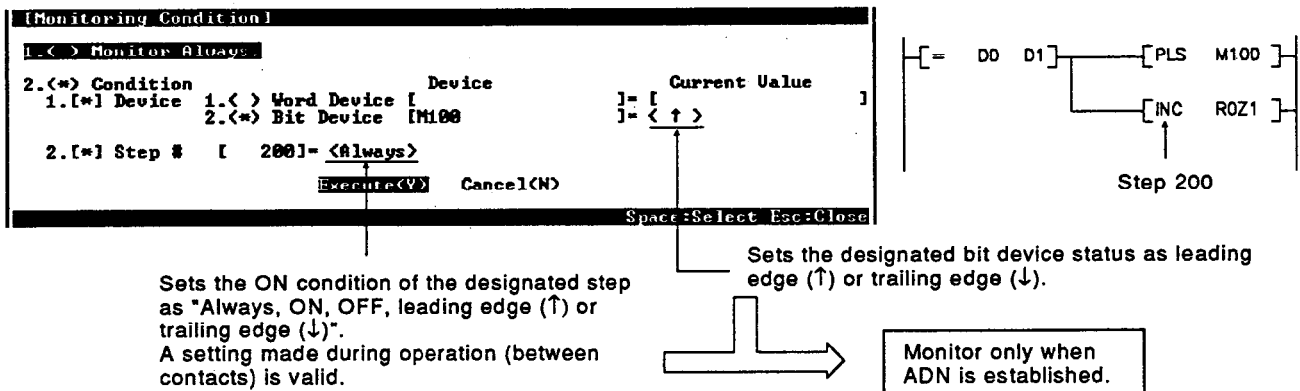 [Monitoring Condition]
1.< > Monitor Always.
2.<*> Condition Device Current Value
1.[*] Device 1.< > Word Device [ ]= [ ]
2.<*> Bit Device [M100 ]= < ↑ >
2.[*] Step # [ 200]= <Always>
Execute(Y) Cancel(N)
Space:Select Esc:Close
[= D0 D1] [PLS M100 ]
[INC R0Z1 ]
Step 200
Sets the ON condition of the designated step
as "Always, ON, OFF, leading edge (↑) or
trailing edge (↓)".
A setting made during operation (between
contacts) is valid.
Sets the designated bit device status as leading
edge (↑) or trailing edge (↓).
Monitor only when
ADN is established.